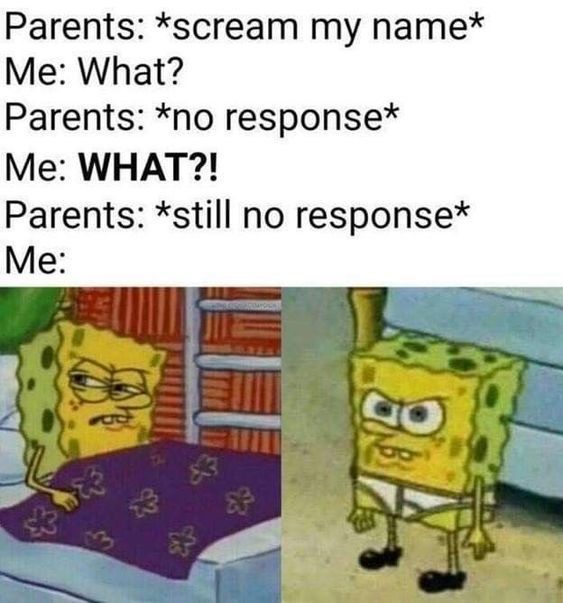 Parents: *scream my name*
Me: What?
Parents: *no response*
Me: WHAT?!
Parents: *still no response*
Me: